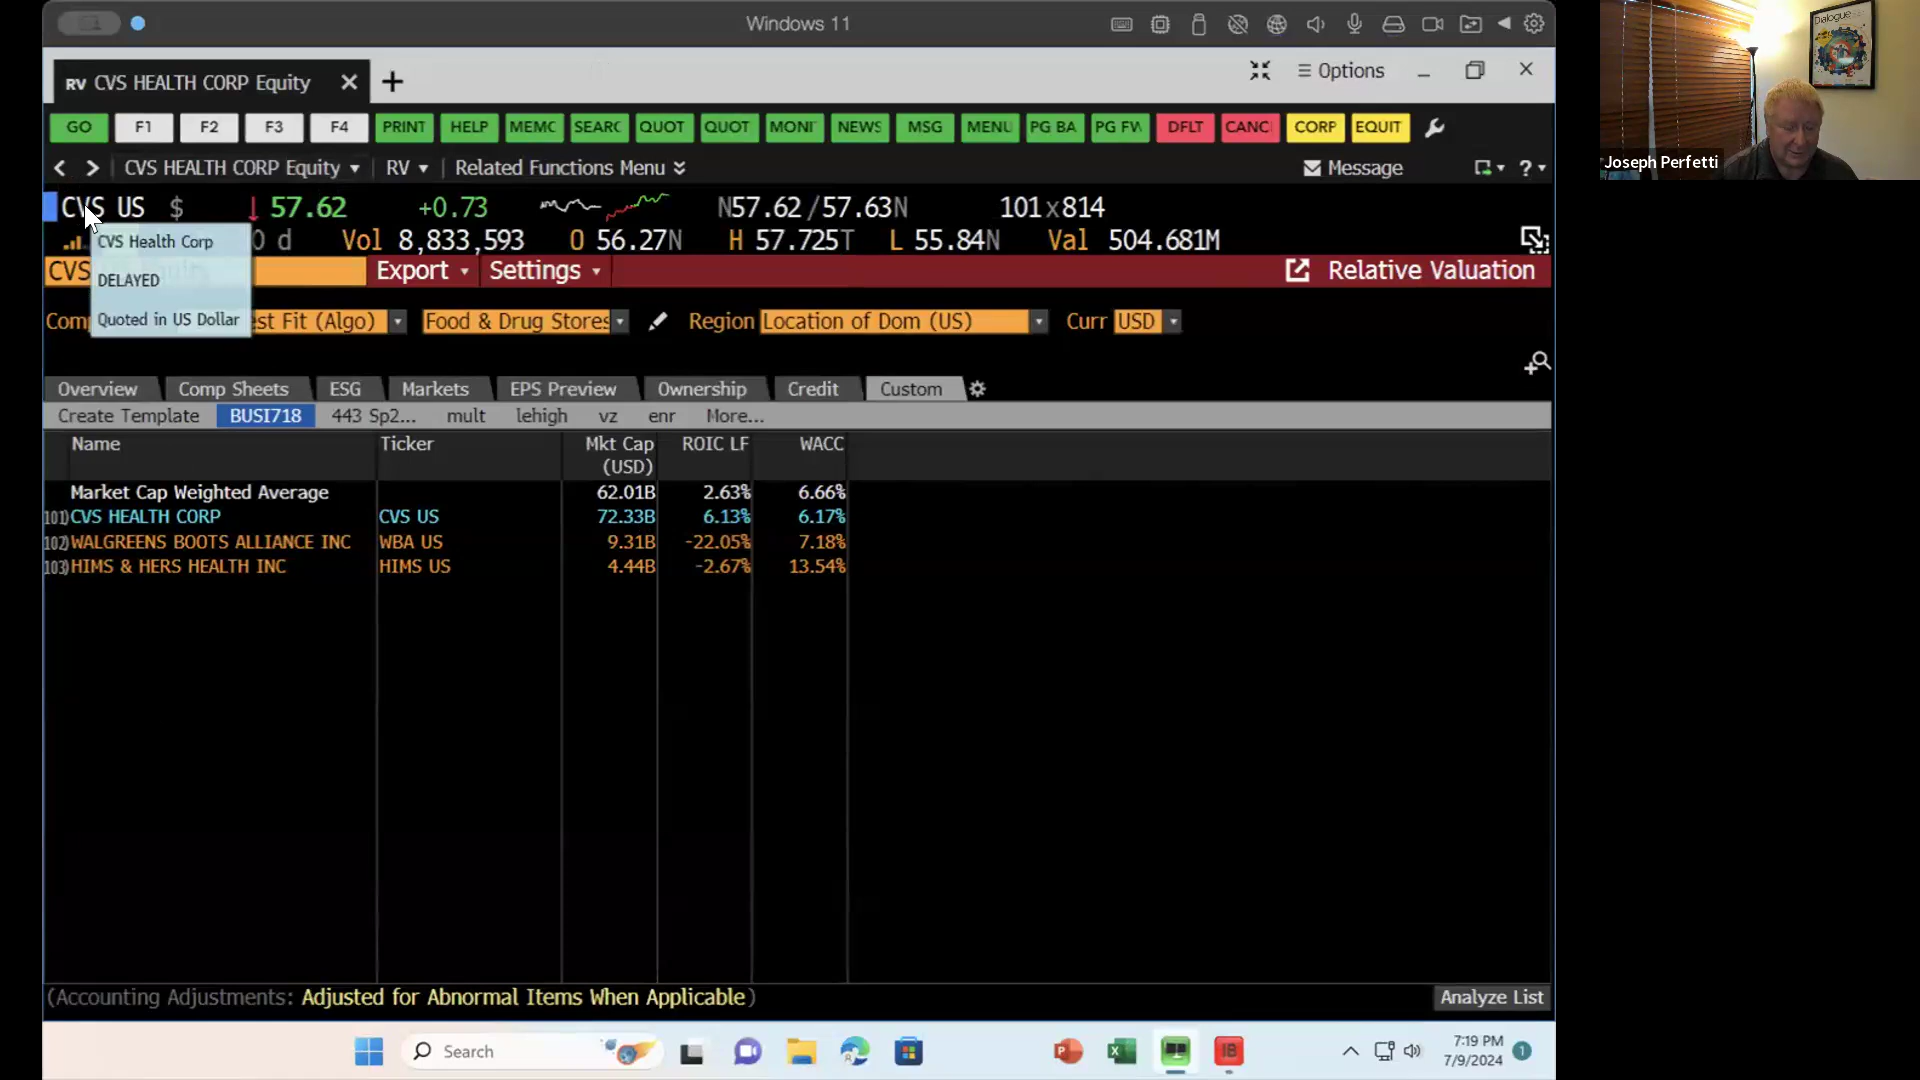 Windows 11
RV CVS HEALTH CORP Equity
Options
GO F1 F2 F3 F4 PRINT HELP MEMC SEARC QUOT QUOT MONI NEWS MSG MENU PG BA PG FW DFLT CANC CORP EQUIT
CVS HEALTH CORP Equity RV Related Functions Menu Message ?
CVS US $ ↓ 57.62 +0.73 N57.62 / 57.63N 101 x 814
d Vol 8,833,593 O 56.27N H 57.725T L 55.84N Val 504.681M
CVS Health Corp
DELAYED
Quoted in US Dollar
CVS Export Settings Relative Valuation
Com est Fit (Algo) Food & Drug Stores Region Location of Dom (US) Curr USD
Overview Comp Sheets ESG Markets EPS Preview Ownership Credit Custom
Create Template BUSI718 443 Sp2... mult lehigh vz enr More...
Name Ticker Mkt Cap ROIC LF WACC
(USD)
Market Cap Weighted Average 62.01B 2.63% 6.66%
101) CVS HEALTH CORP CVS US 72.33B 6.13% 6.17%
102) WALGREENS BOOTS ALLIANCE INC WBA US 9.31B -22.05% 7.18%
103) HIMS & HERS HEALTH INC HIMS US 4.44B -2.67% 13.54%
(Accounting Adjustments: Adjusted for Abnormal Items When Applicable)
Analyze List
Search
7:19 PM
7/9/2024
1
Dialogue
Joseph Perfetti